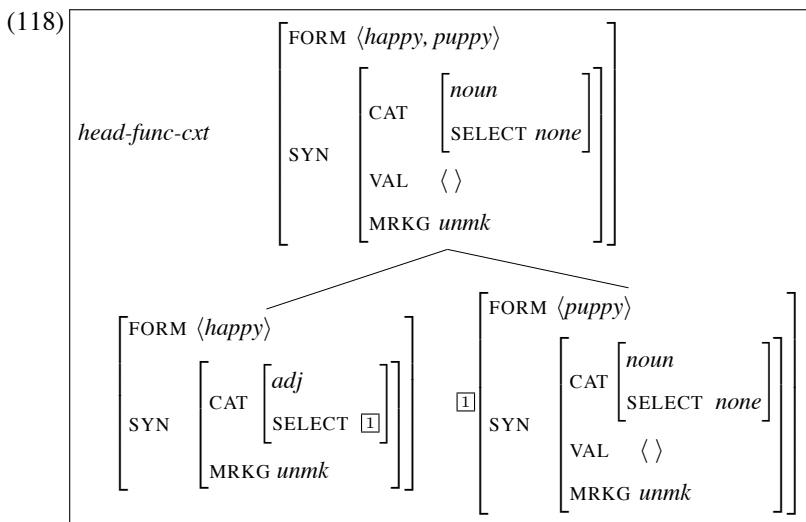 (118)
FORM ⟨happy, puppy⟩
noun
CAT
SELECT none
head-func-cxt
SYN
VAL ⟨ ⟩
MRKG unmk
FORM ⟨happy⟩
adj
CAT
SELECT 1
SYN
MRKG unmk
1
FORM ⟨puppy⟩
noun
CAT
SELECT none
SYN
VAL ⟨ ⟩
MRKG unmk